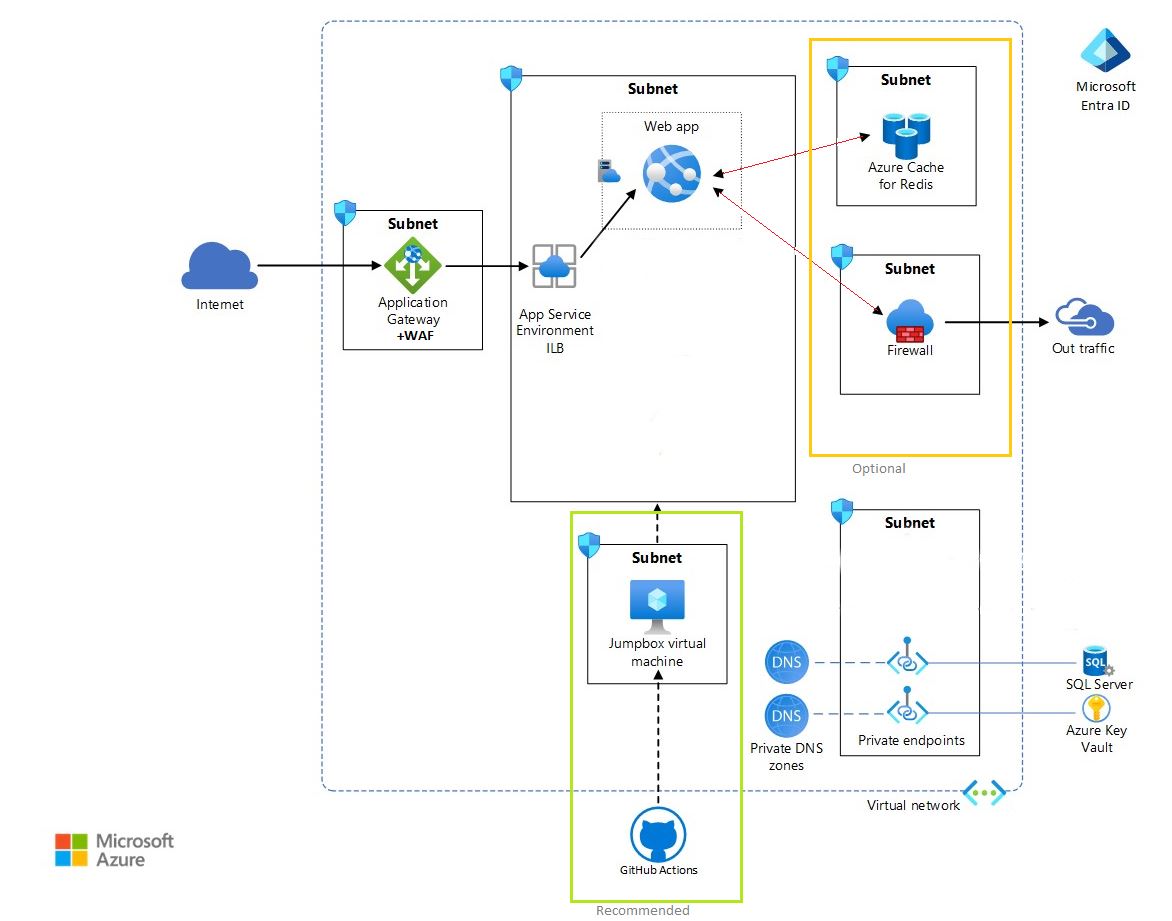 Subnet
Web app
Subnet
Azure Cache
for Redis
Microsoft
Entra ID
Subnet
Application
Gateway
+WAF
Internet
App Service
Environment
ILB
Subnet
Firewall
Out traffic
Optional
Subnet
Jumpbox virtual
machine
Subnet
DNS
DNS
Private DNS
zones
Private endpoints
SQL
SQL Server
Azure Key
Vault
Virtual network
GitHub Actions
Recommended
Microsoft
Azure